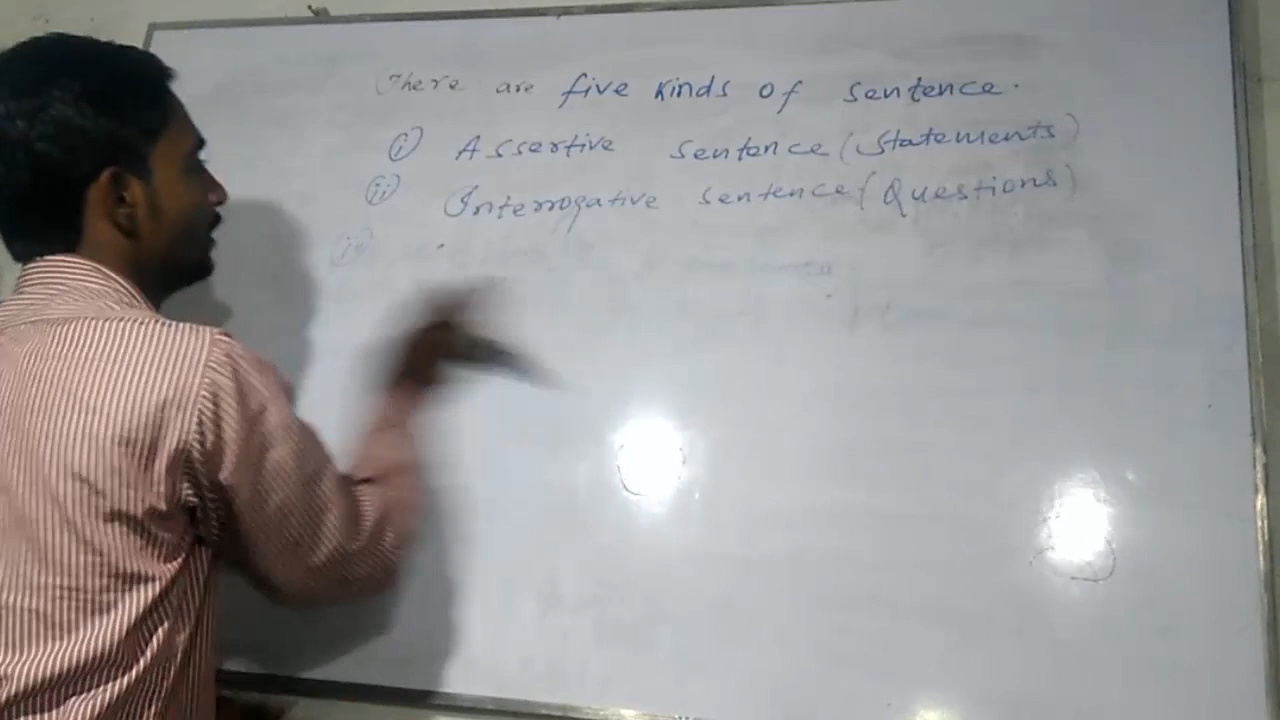 There are five kinds of sentence.
(i) Assertive sentence (Statements)
(ii) Interrogative sentence (Questions)